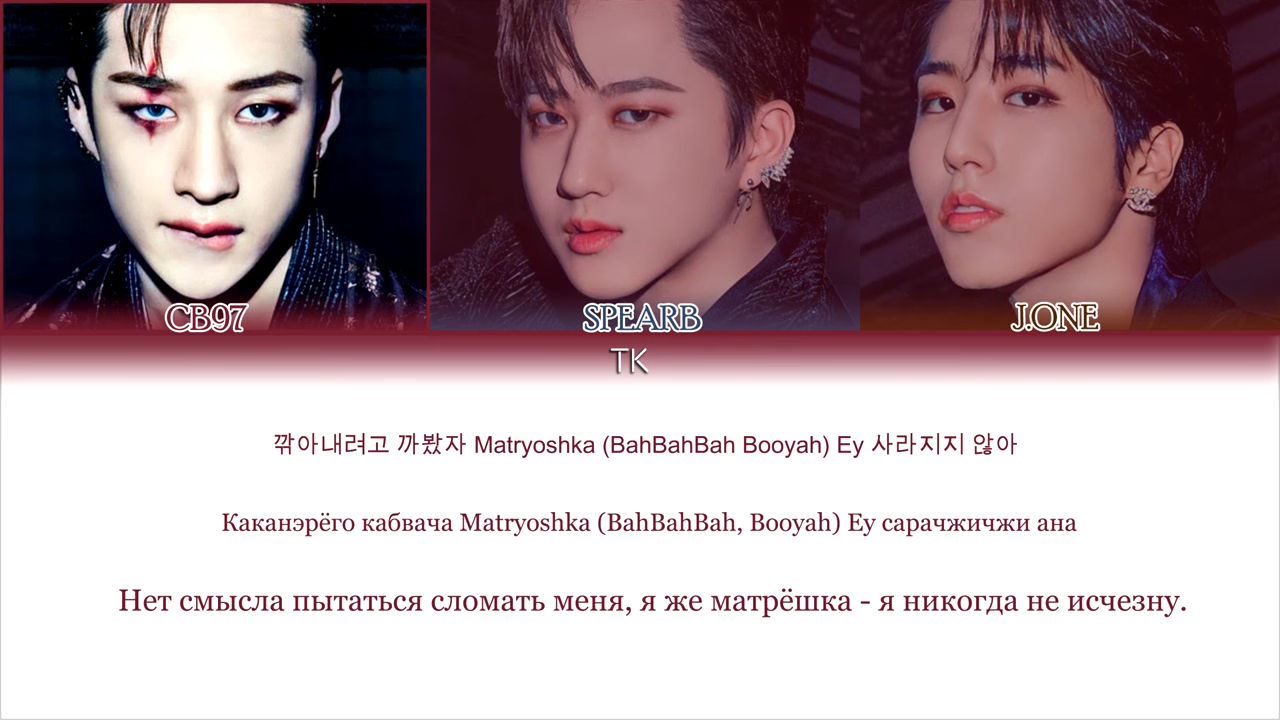 CB97
SPEARB
J.ONE
TK
깎아내려고 까봤자 Matryoshka (BahBahBah Booyah) Ey 사라지지 않아
Каканэрёго кабвача Matryoshka (BahBahBah, Booyah) Ey сарачжичжи ана
Нет смысла пытаться сломать меня, я же матрёшка - я никогда не исчезну.